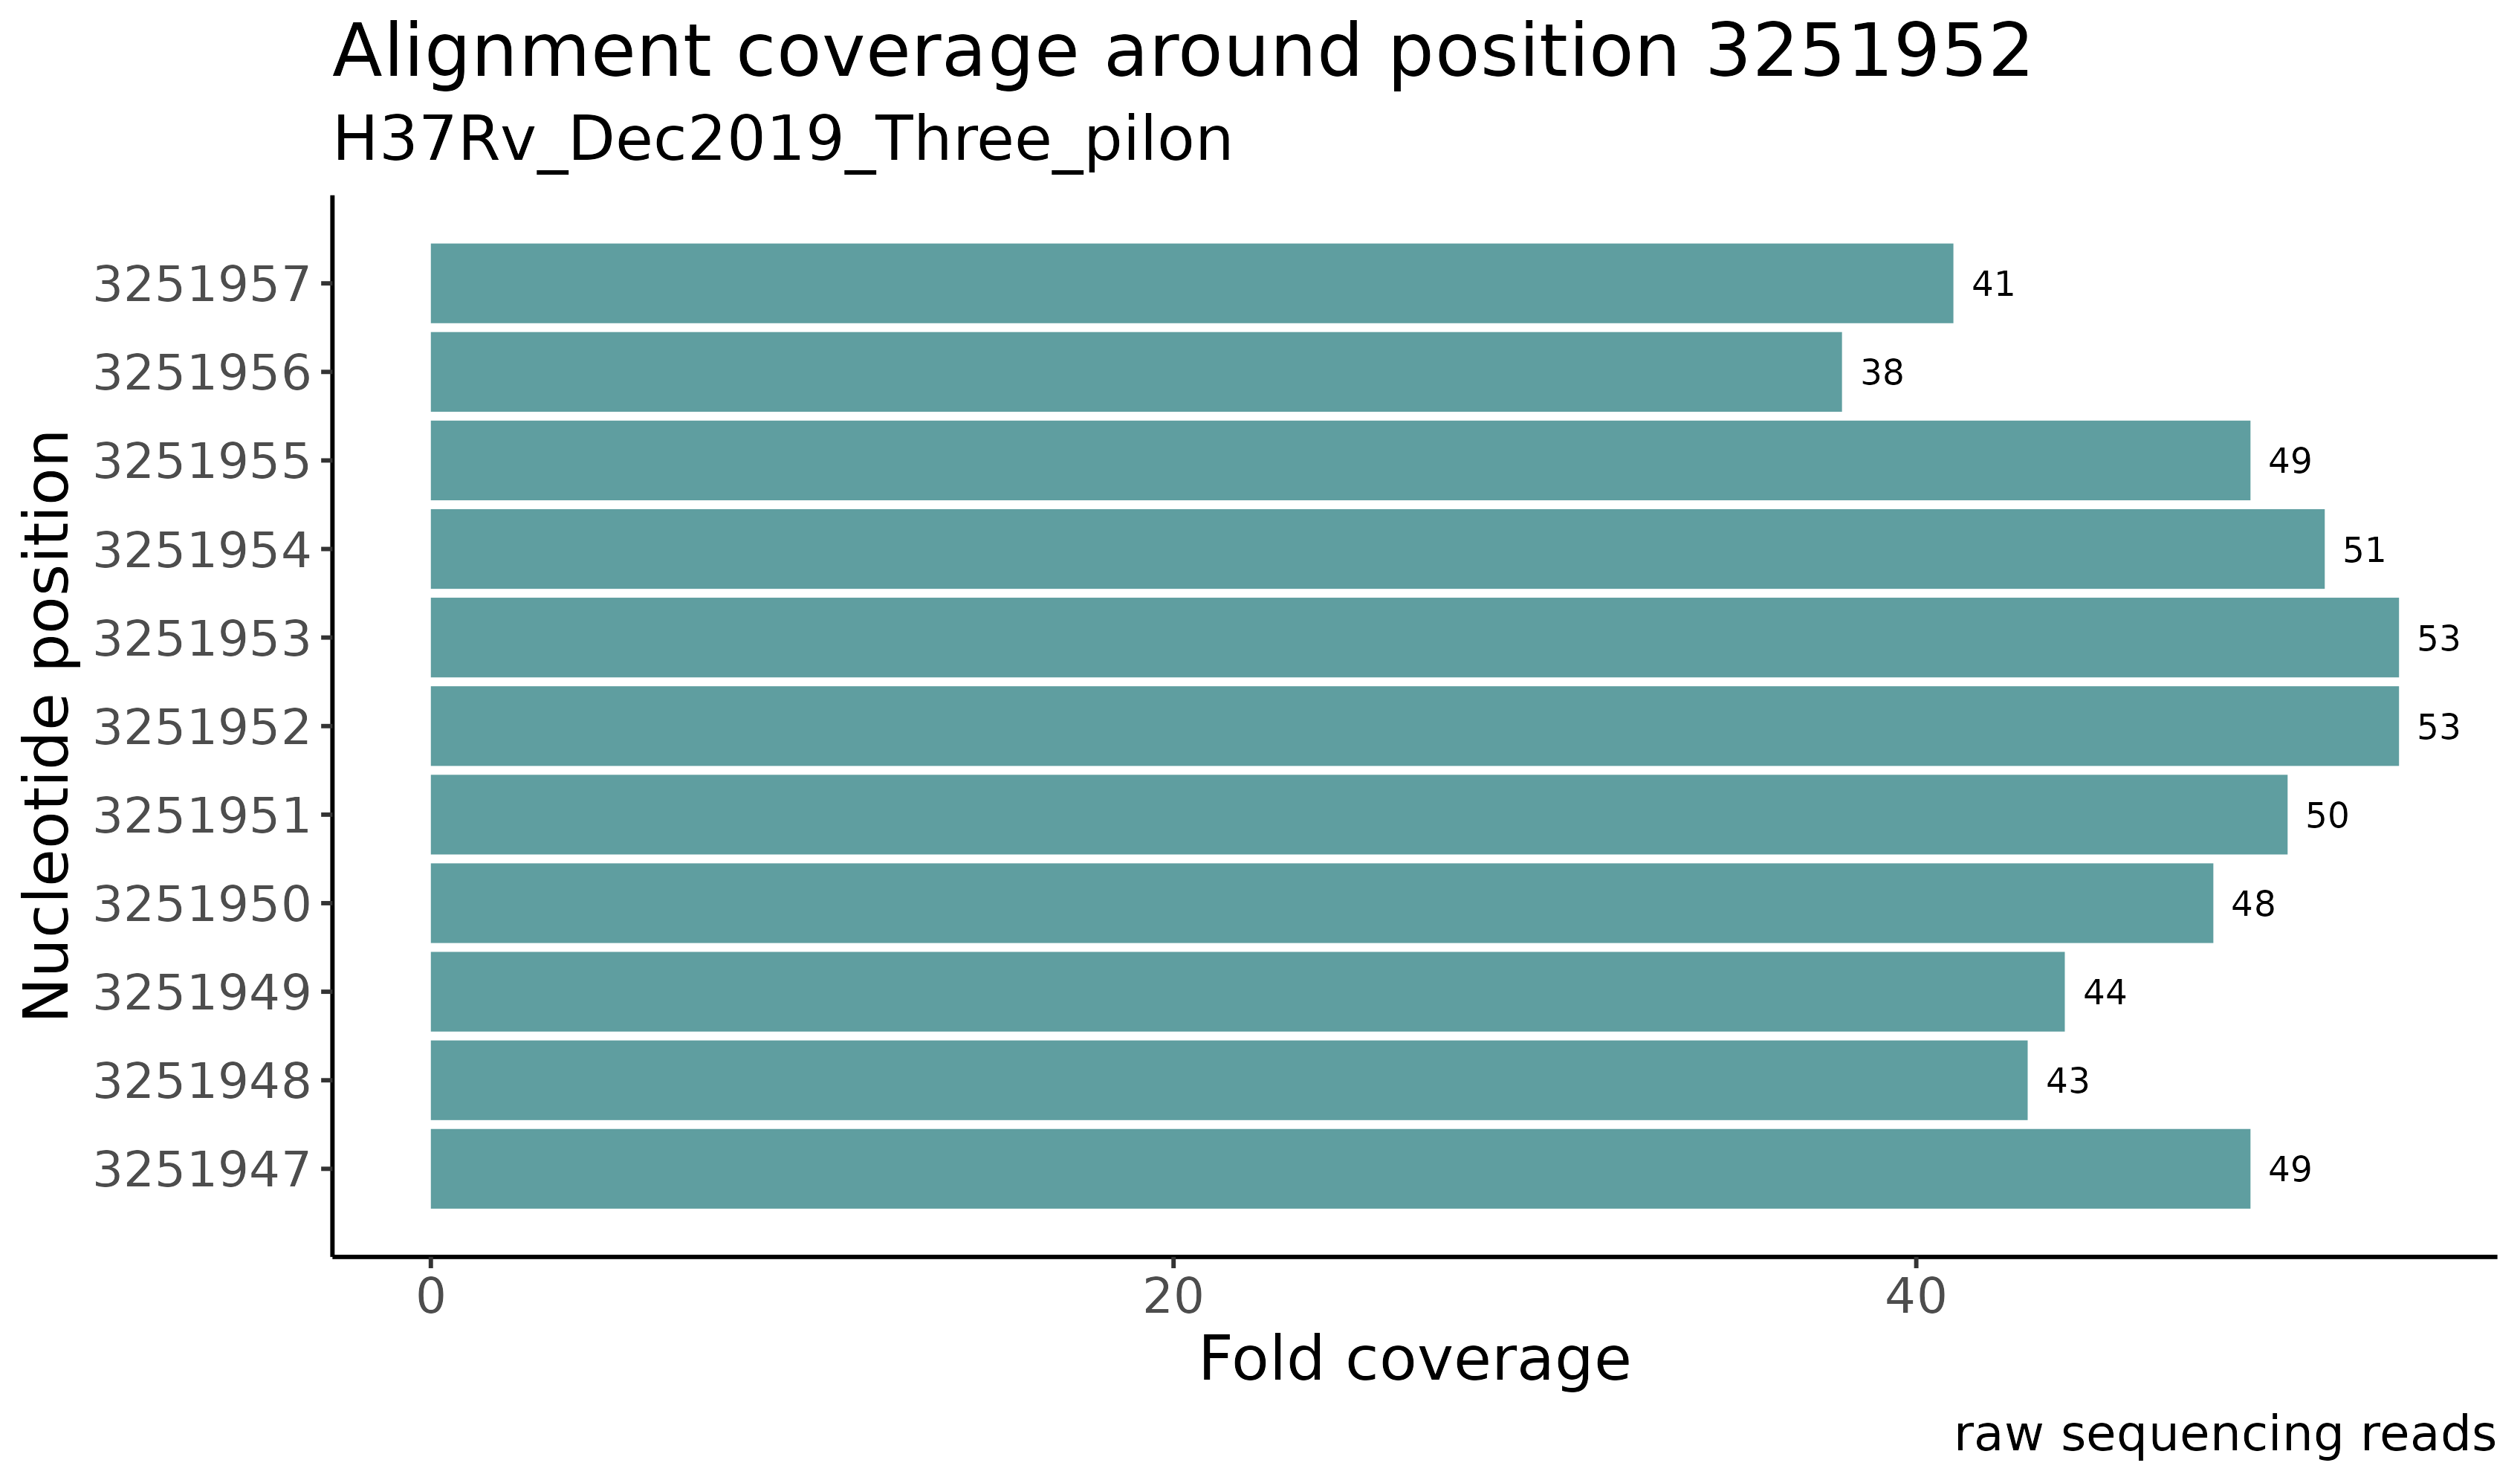 Alignment coverage around position 3251952
H37Rv_Dec2019_Three_pilon
Nucleotide position
3251957 41
3251956 38
3251955 49
3251954 51
3251953 53
3251952 53
3251951 50
3251950 48
3251949 44
3251948 43
3251947 49
0 20 40
Fold coverage
raw sequencing reads